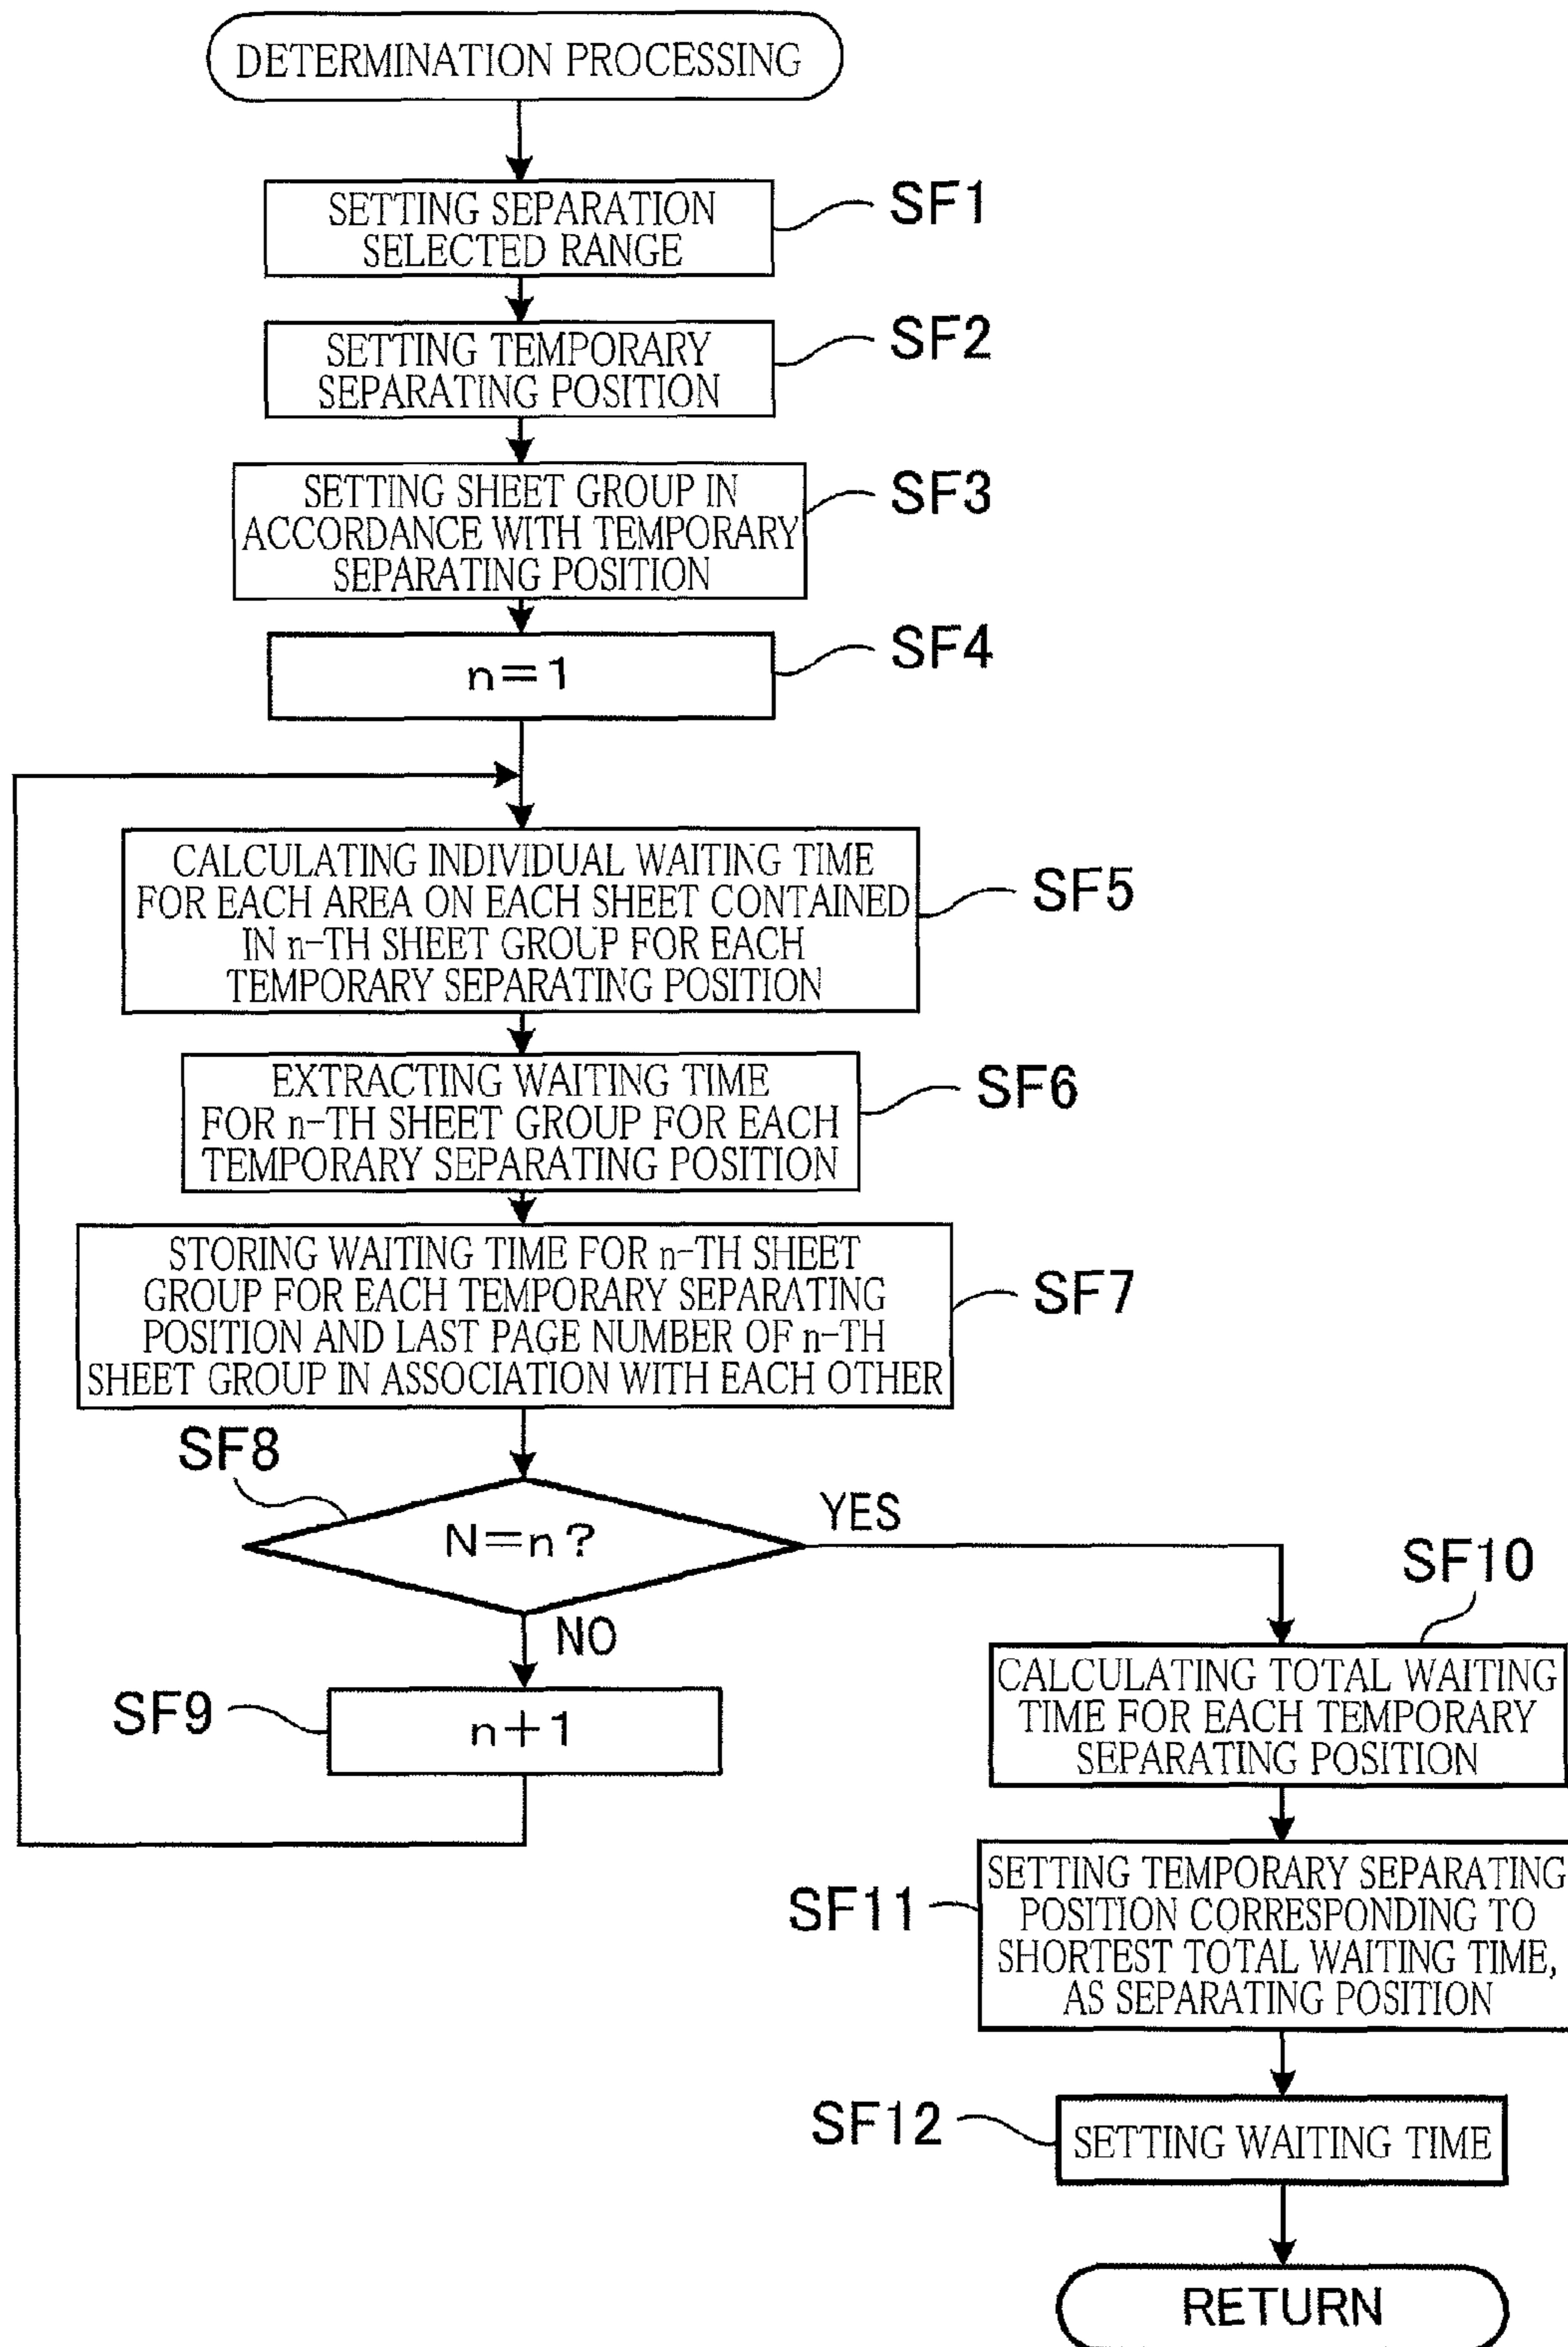 DETERMINATION PROCESSING
SETTING SEPARATION
SELECTED RANGE
SF1
SETTING TEMPORARY
SEPARATING POSITION
SF2
SETTING SHEET GROUP IN
ACCORDANCE WITH TEMPORARY
SEPARATING POSITION
SF3
n=1
SF4
CALCULATING INDIVIDUAL WAITING TIME
FOR EACH AREA ON EACH SHEET CONTAINED
IN n-TH SHEET GROUP FOR EACH
TEMPORARY SEPARATING POSITION
SF5
EXTRACTING WAITING TIME
FOR n-TH SHEET GROUP FOR EACH
TEMPORARY SEPARATING POSITION
SF6
STORING WAITING TIME FOR n-TH SHEET
GROUP FOR EACH TEMPORARY SEPARATING
POSITION AND LAST PAGE NUMBER OF n-TH
SHEET GROUP IN ASSOCIATION WITH EACH OTHER
SF7
SF8
N=n?
YES
NO
SF9
n+1
SF10
CALCULATING TOTAL WAITING
TIME FOR EACH TEMPORARY
SEPARATING POSITION
SF11
SETTING TEMPORARY SEPARATING
POSITION CORRESPONDING TO
SHORTEST TOTAL WAITING TIME,
AS SEPARATING POSITION
SF12
SETTING WAITING TIME
RETURN